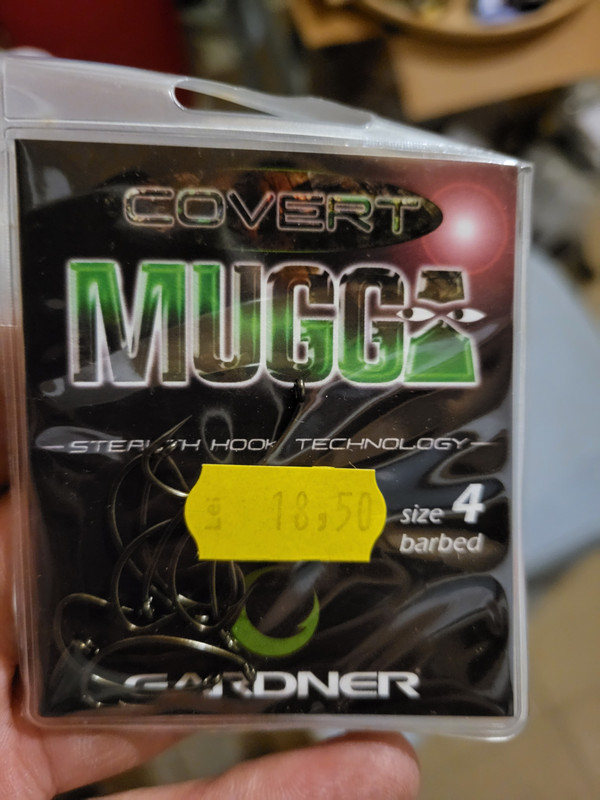 COVERT
MUGGA
STEALTH HOOK TECHNOLOGY
Lei 18,50
size 4
barbed
GARDNER